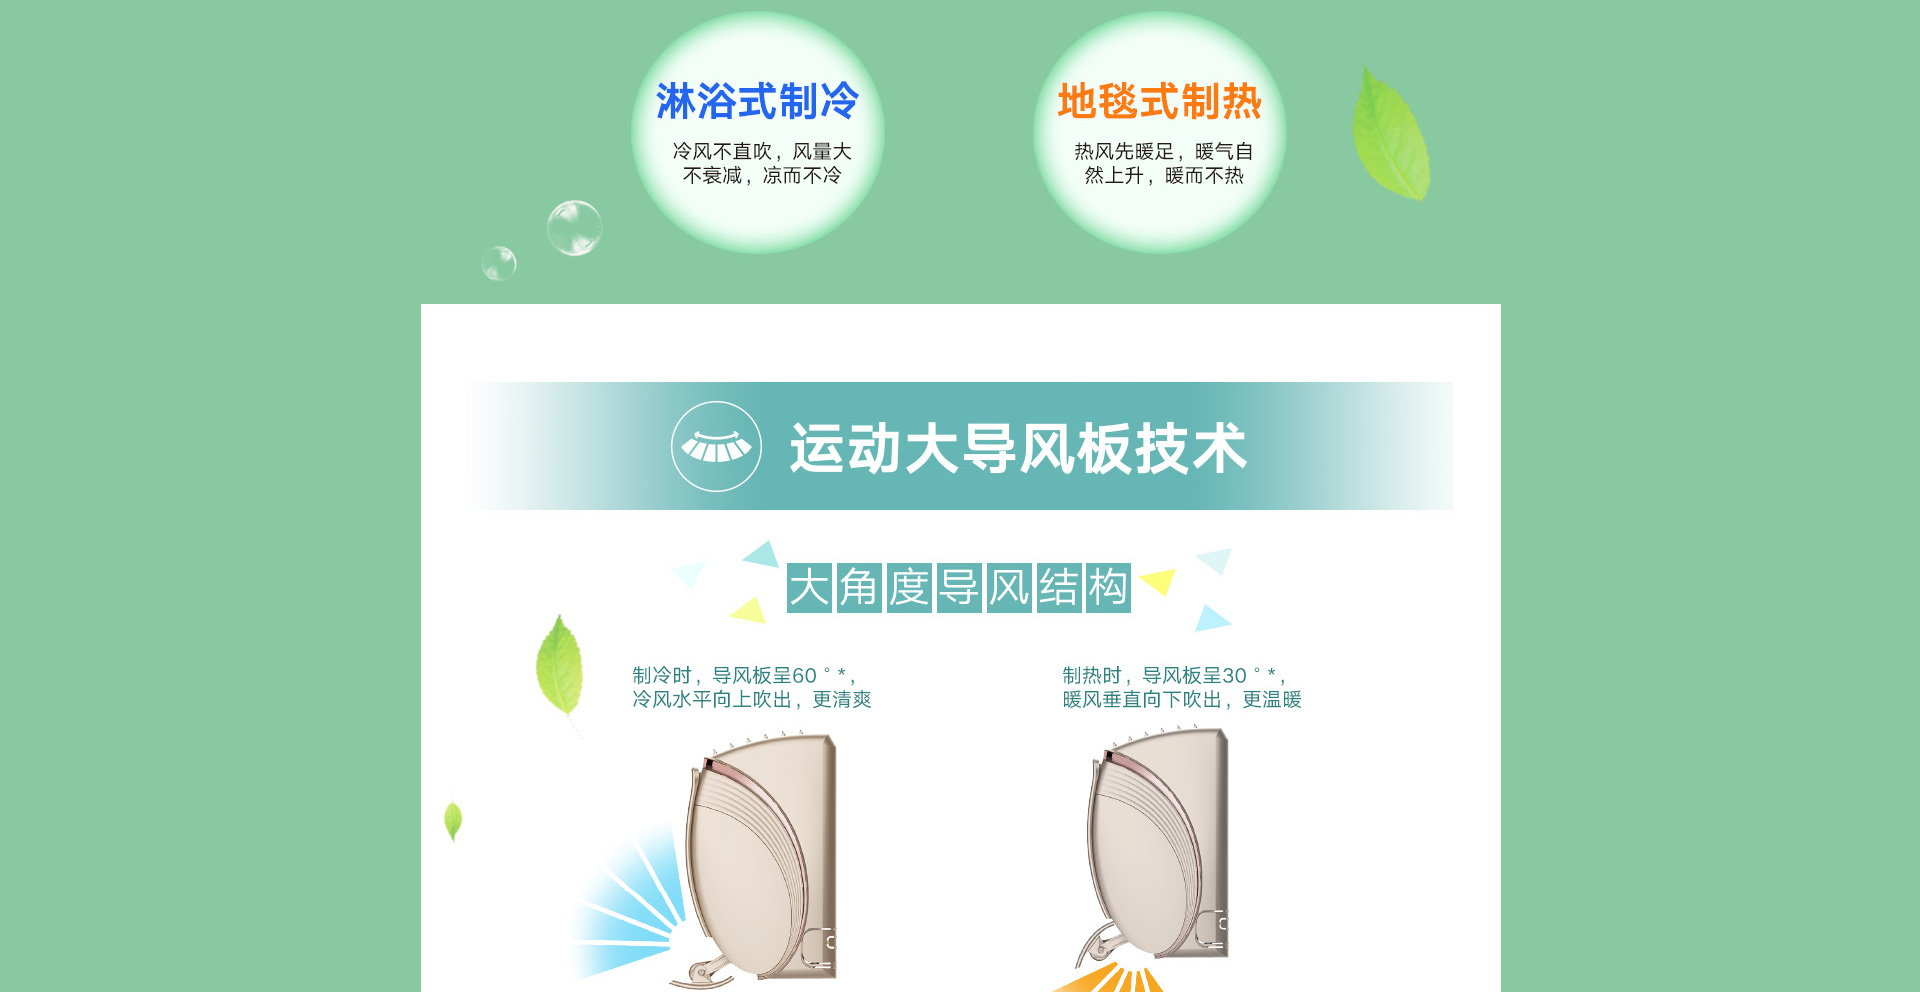 淋浴式制冷
冷风不直吹，风量大
不衰减，凉而不冷
地毯式制热
热风先暖足，暖气自
然上升，暖而不热
运动大导风板技术
大角度导风结构
制冷时，导风板呈60°*，
冷风水平向上吹出，更清爽
制热时，导风板呈30°*，
暖风垂直向下吹出，更温暖